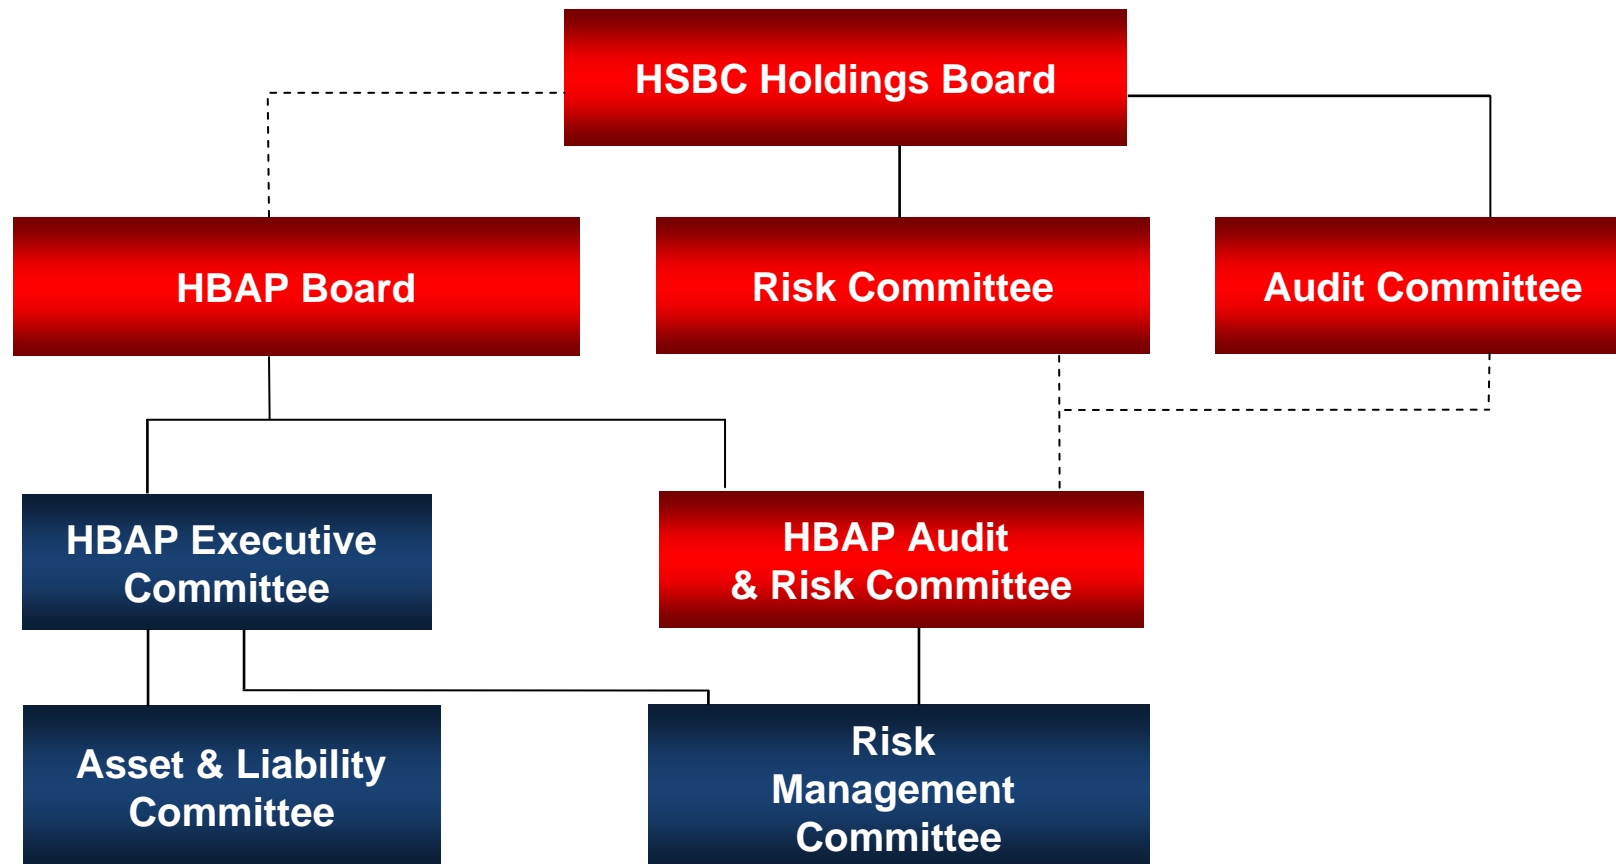 HSBC Holdings Board
HBAP Board
Risk Committee
Audit Committee
HBAP Executive
Committee
HBAP Audit
& Risk Committee
Asset & Liability
Committee
Risk
Management
Committee